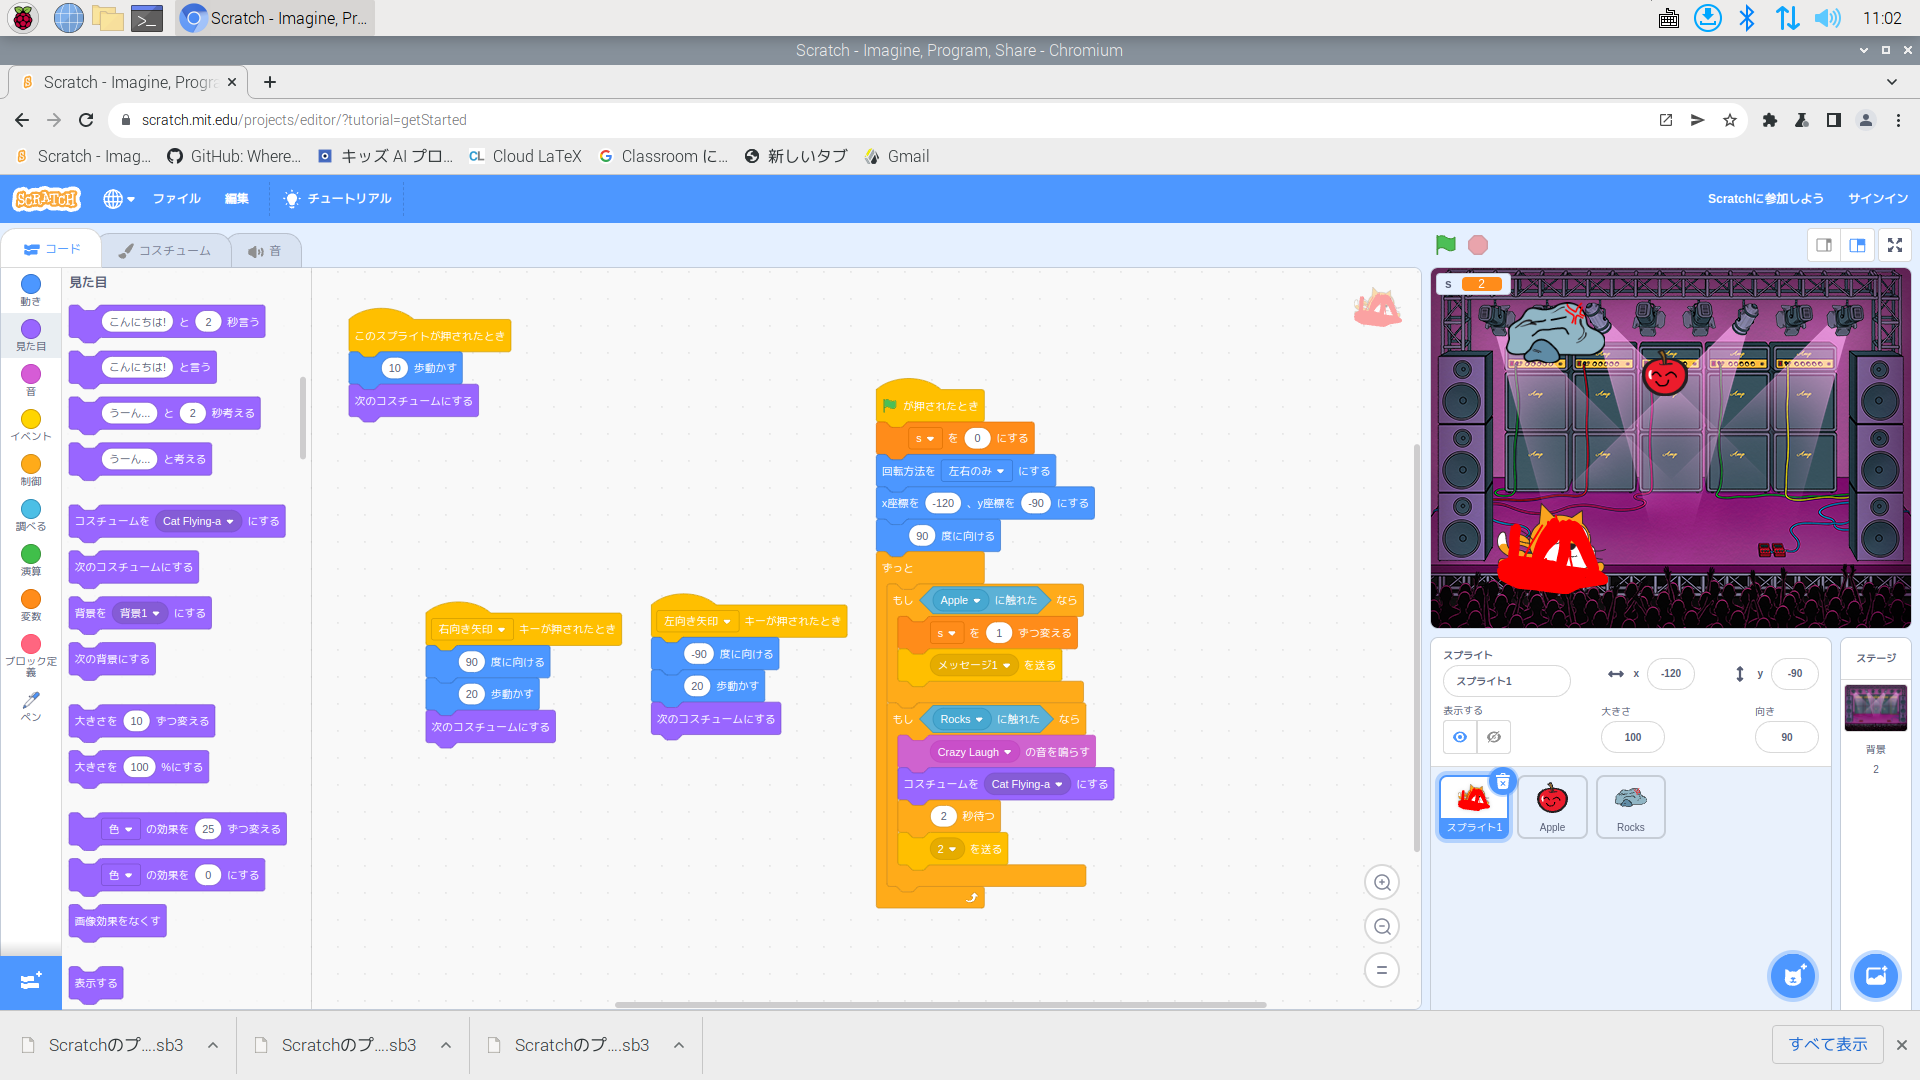 Scratch - Imagine, Pr...
11:02
Scratch - Imagine, Program, Share - Chromium
Scratch - Imagine, Progra
scratch.mit.edu/projects/editor/?tutorial=getStarted
Scratch - Imag...
GitHub: Where...
キッズ AI プロ...
CL Cloud LaTeX
Classroom に...
新しいタブ
Gmail
SCRATCH
ファイル
編集
チュートリアル
Scratchに参加しよう
サインイン
コード
コスチューム
音
動き
見た目
音
イベント
制御
調べる
演算
変数
ブロック定義
ペン
見た目
こんにちは! と 2 秒言う
こんにちは! と言う
うーん... と 2 秒考える
うーん... と考える
コスチュームを Cat Flying-a にする
次のコスチュームにする
背景を 背景1 にする
次の背景にする
大きさを 10 ずつ変える
大きさを 100 %にする
色 の効果を 25 ずつ変える
色 の効果を 0 にする
画像効果をなくす
表示する
このスプライトが押されたとき
10 歩動かす
次のコスチュームにする
右向き矢印 キーが押されたとき
90 度に向ける
20 歩動かす
次のコスチュームにする
左向き矢印 キーが押されたとき
-90 度に向ける
20 歩動かす
次のコスチュームにする
が押されたとき
s を 0 にする
回転方法を 左右のみ にする
x座標を -120 、y座標を -90 にする
90 度に向ける
ずっと
もし Apple に触れた なら
s を 1 ずつ変える
メッセージ1 を送る
もし Rocks に触れた なら
Crazy Laugh の音を鳴らす
コスチュームを Cat Flying-a にする
2 秒待つ
2 を送る
s 2
Amp Amp Amp Amp
Amp Amp Amp Amp
スプライト
スプライト1
x -120
y -90
表示する
大きさ
100
向き
90
スプライト1
Apple
Rocks
ステージ
背景
2
Scratchのプ....sb3
Scratchのプ....sb3
Scratchのプ....sb3
すべて表示